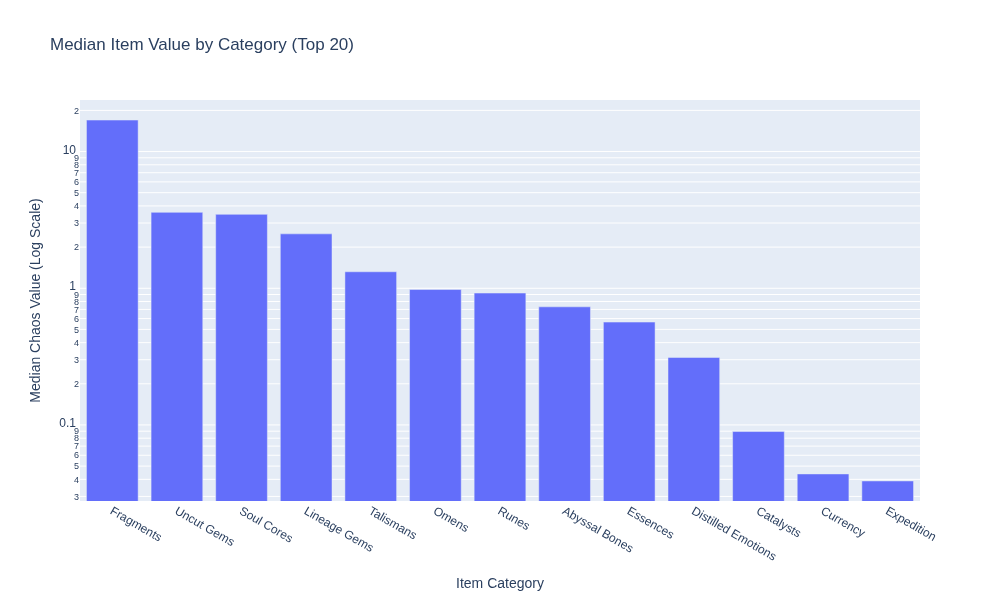 Median Item Value by Category (Top 20)
Median Chaos Value (Log Scale)
2
10
9
8
7
6
5
4
3
2
1
9
8
7
6
5
4
3
2
0.1
9
8
7
6
5
4
3
Fragments
Uncut Gems
Soul Cores
Lineage Gems
Talismans
Omens
Runes
Abyssal Bones
Essences
Distilled Emotions
Catalysts
Currency
Expedition
Item Category